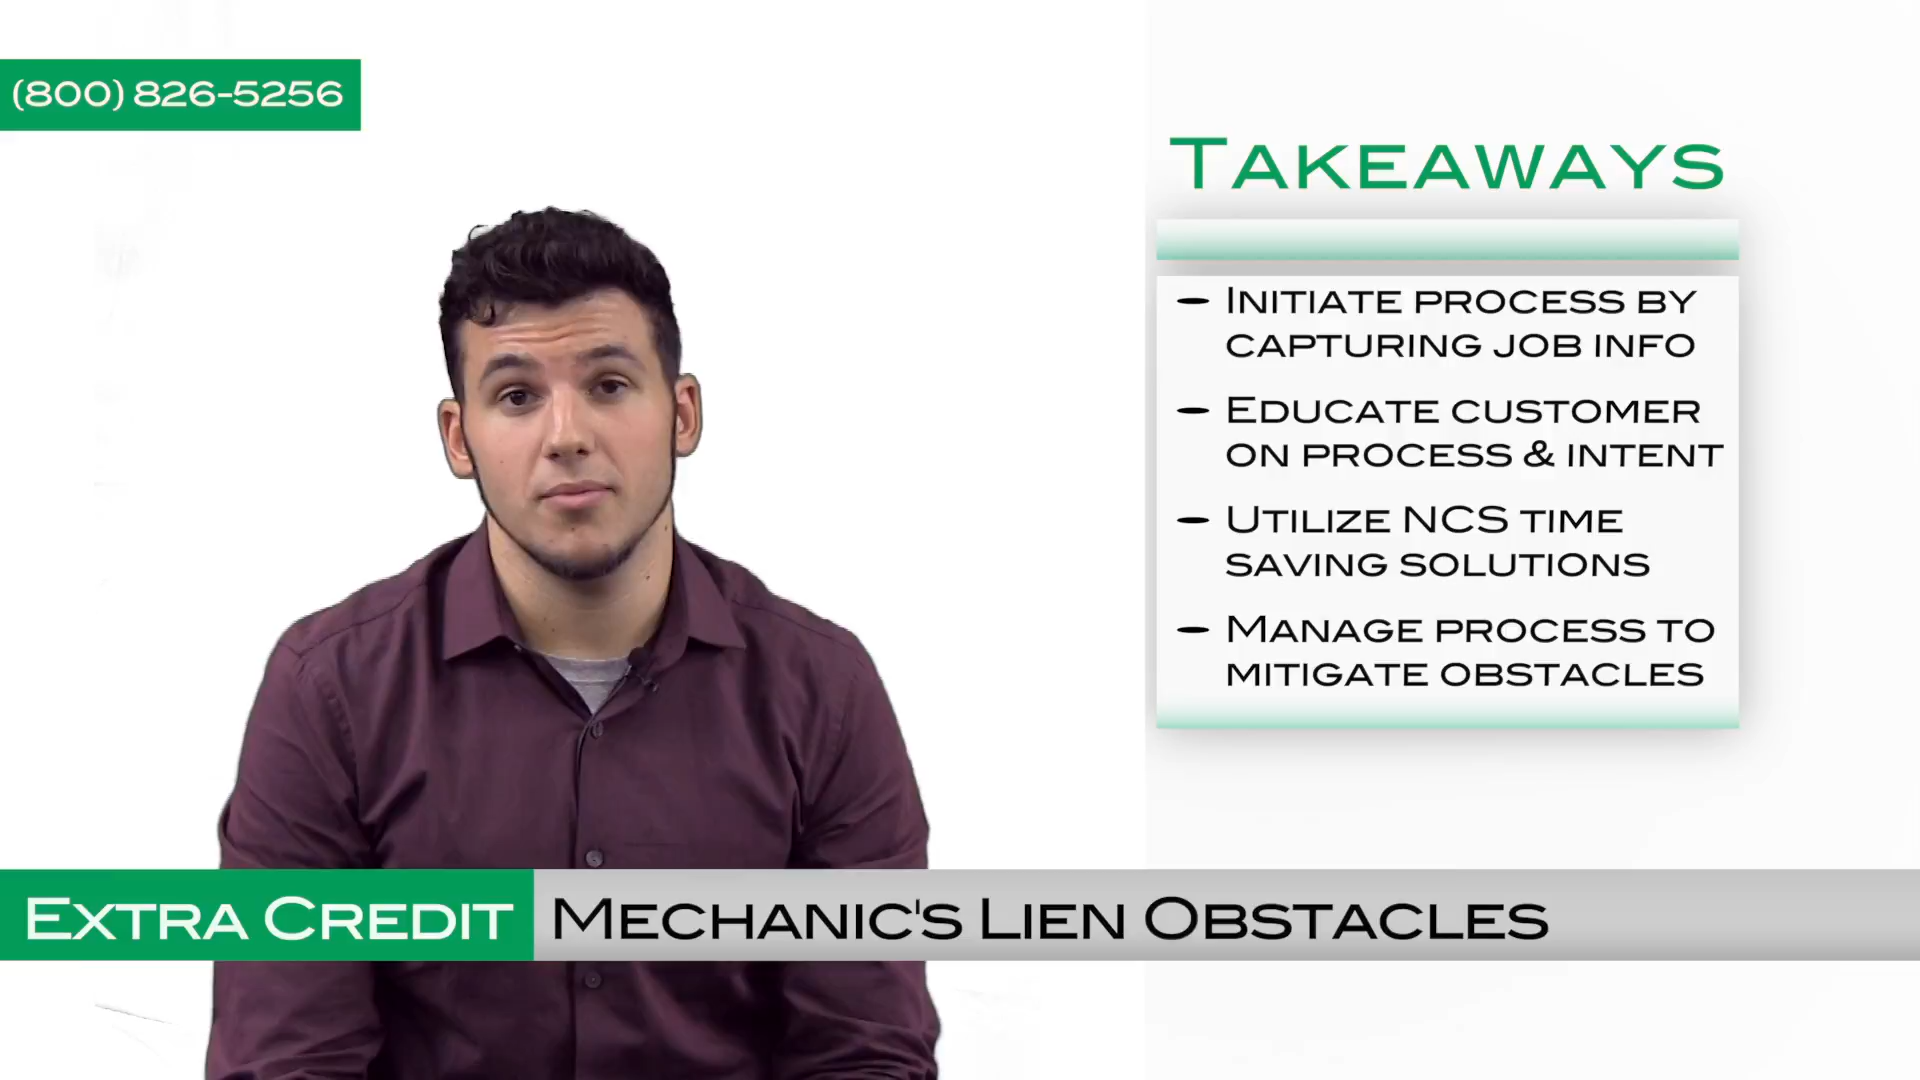 (800) 826-5256
Takeaways
– Initiate process by
capturing job info
– Educate customer
on process & intent
– Utilize NCS time
saving solutions
– Manage process to
mitigate obstacles
Extra Credit Mechanic's Lien Obstacles